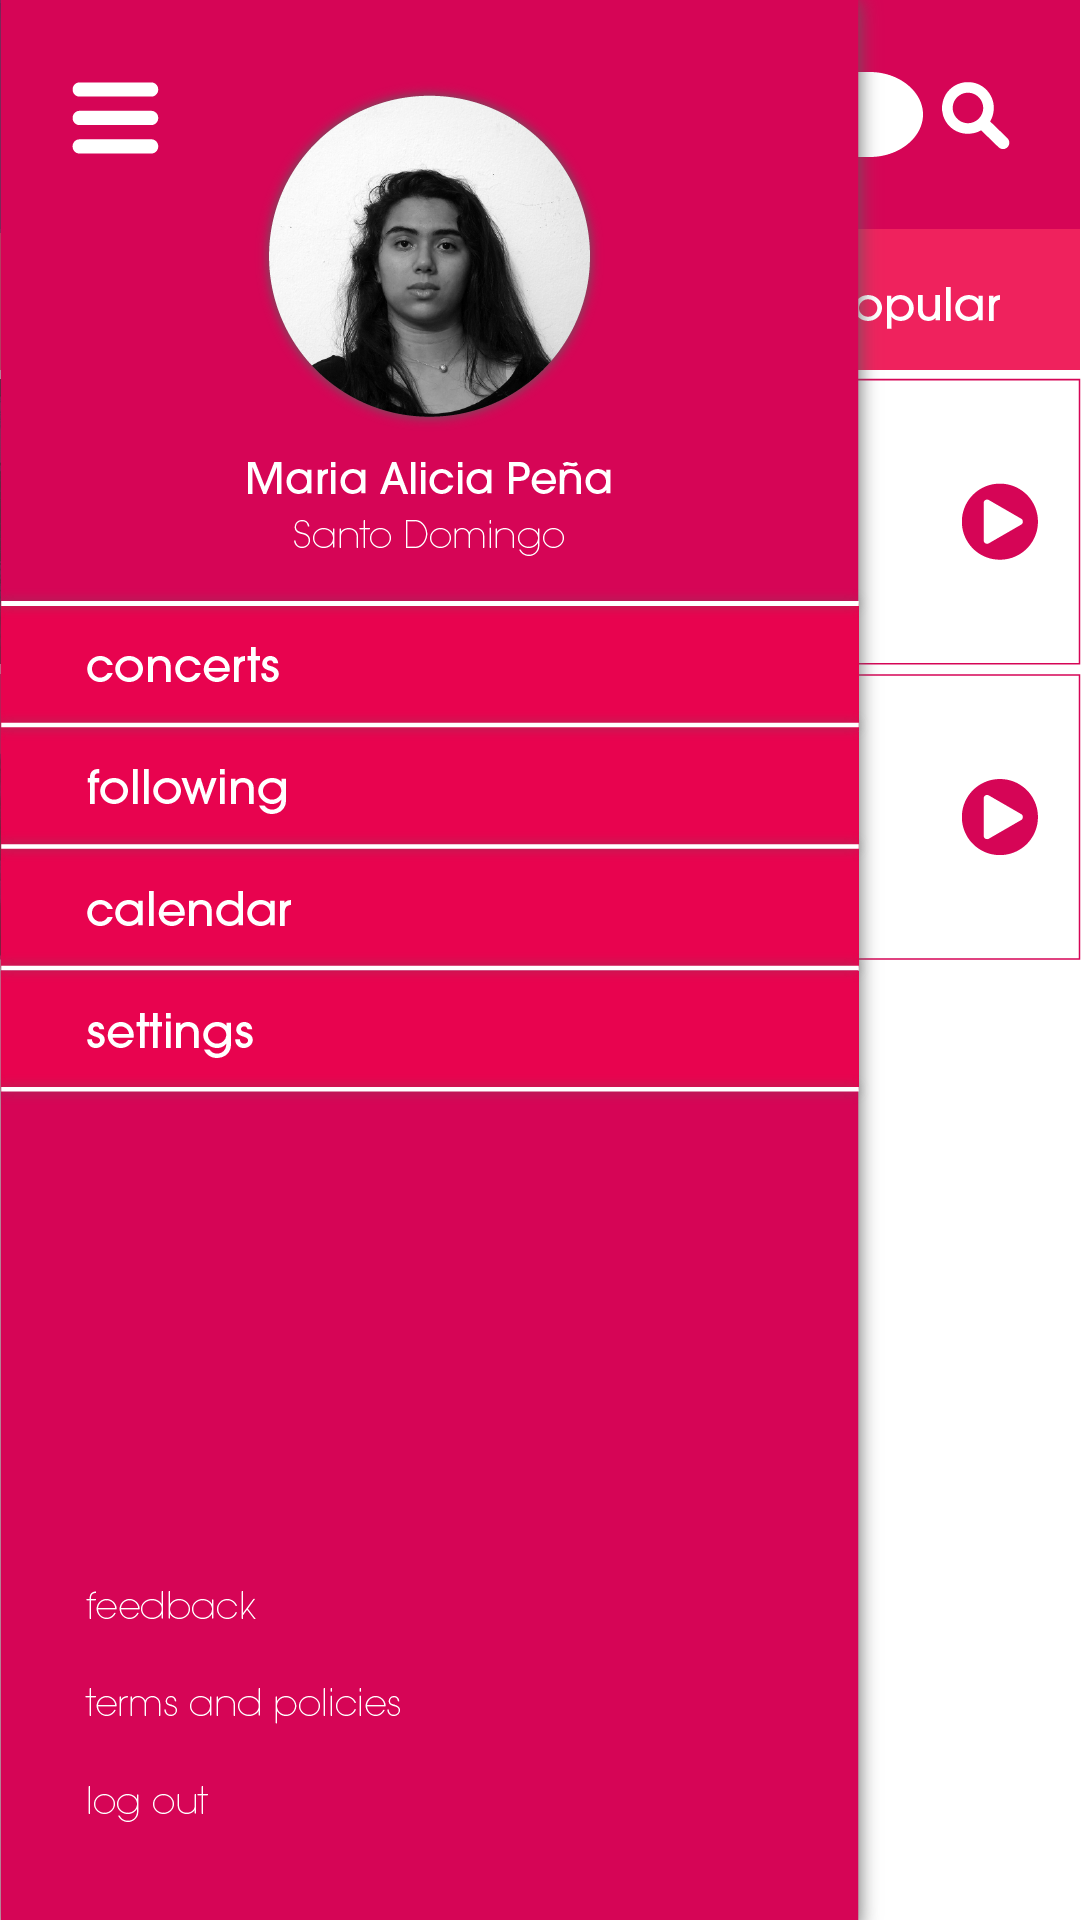 opular
Maria Alicia Peña
Santo Domingo
concerts
following
calendar
settings
feedback
terms and policies
log out